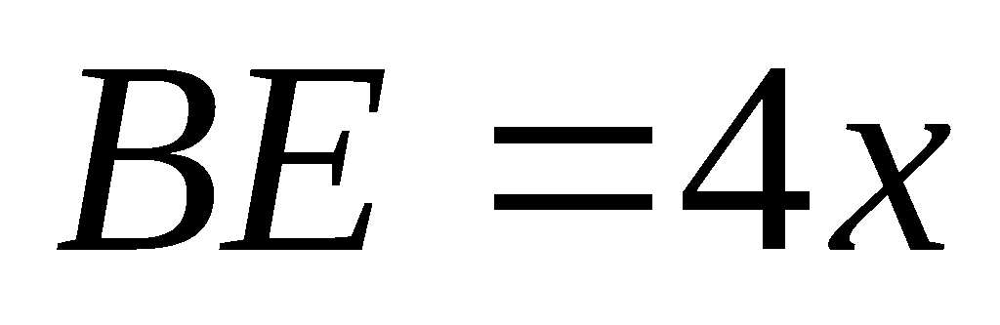 BE = 4x